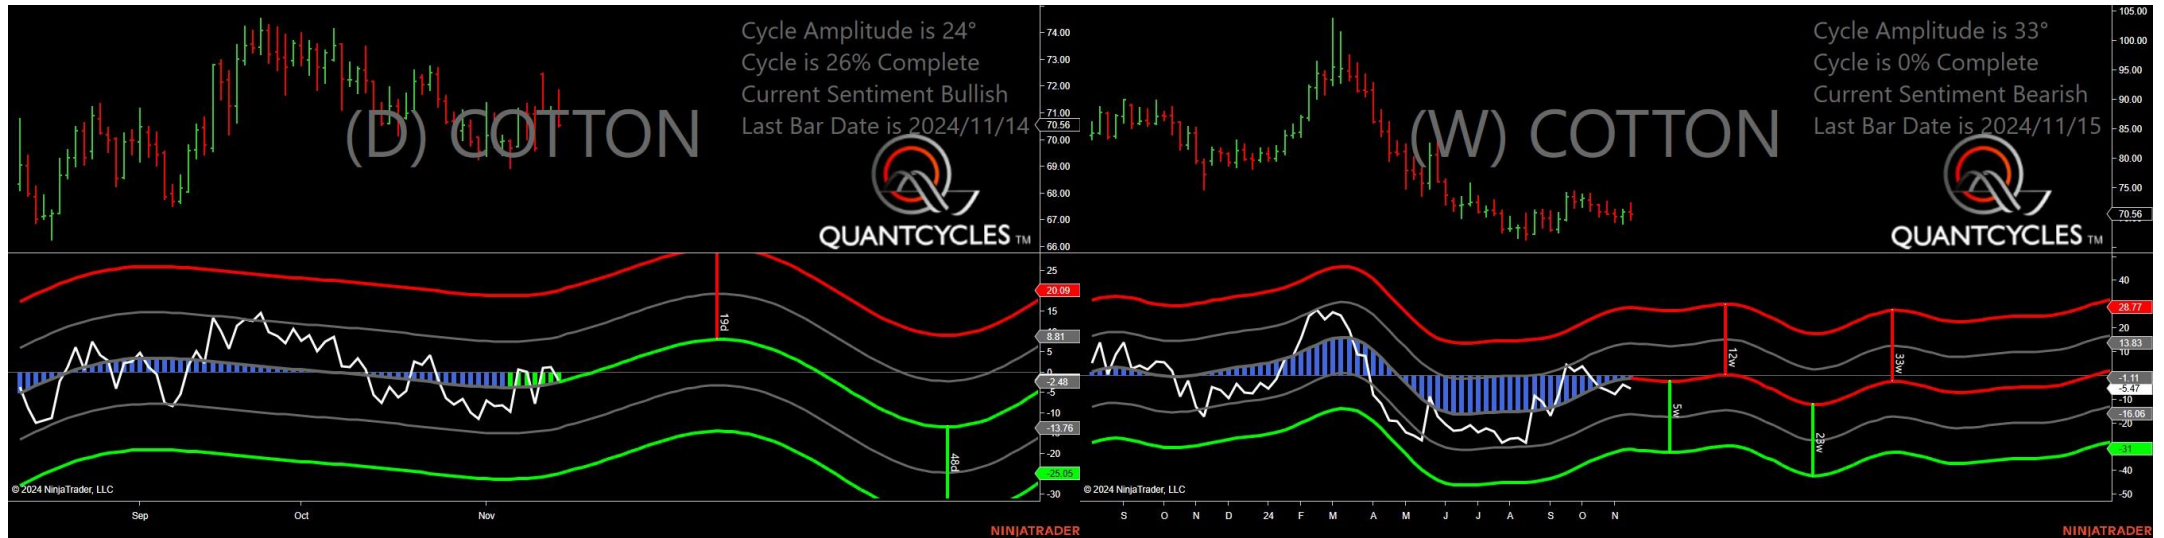 Cycle Amplitude is 24°
Cycle is 26% Complete
Current Sentiment Bullish
Last Bar Date is 2024/11/14
(D) COTTON
QUANTCYCLES TM
74.00
73.00
72.00
71.00
70.56
70.00
69.00
68.00
67.00
66.00
25
20.09
15
8.81
5
0
-2.48
-5
-10
-13.76
-20
-25.05
-30
19d
48d
© 2024 NinjaTrader, LLC
Sep
Oct
Nov
NINJATRADER
Cycle Amplitude is 33°
Cycle is 0% Complete
Current Sentiment Bearish
Last Bar Date is 2024/11/15
(W) COTTON
QUANTCYCLES TM
105.00
100.00
95.00
90.00
85.00
80.00
75.00
70.56
40
28.77
20
13.83
10
-1.11
-5.47
-10
-16.06
-20
-31
-40
-50
5w
12w
33w
© 2024 NinjaTrader, LLC
S
O
N
D
24
F
M
A
M
J
J
A
S
O
N
NINJATRADER